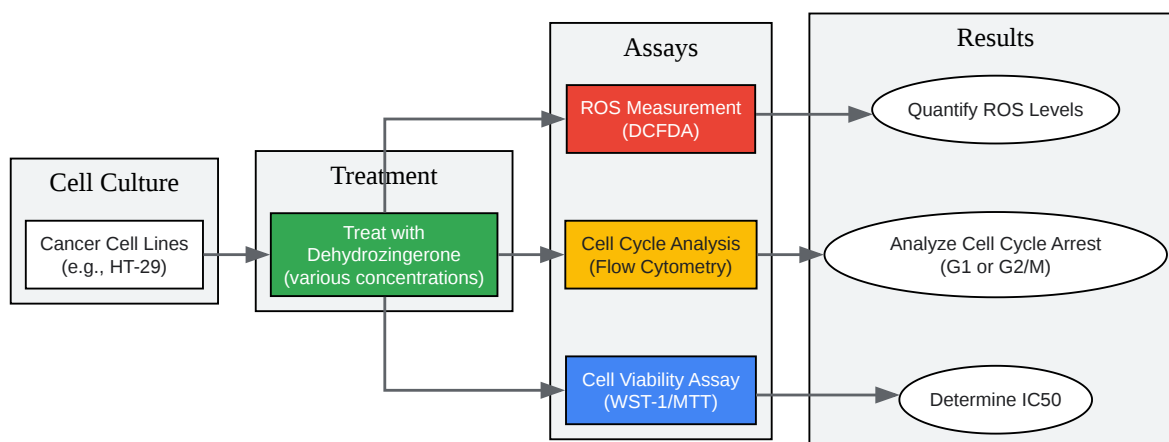 Cell Culture
Cancer Cell Lines
(e.g., HT-29)
Treatment
Treat with
Dehydrozingerone
(various concentrations)
Assays
ROS Measurement
(DCFDA)
Cell Cycle Analysis
(Flow Cytometry)
Cell Viability Assay
(WST-1/MTT)
Results
Quantify ROS Levels
Analyze Cell Cycle Arrest
(G1 or G2/M)
Determine IC50